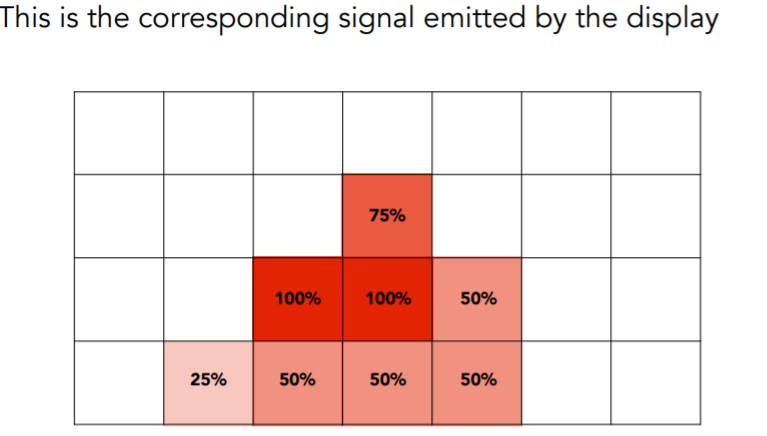 This is the corresponding signal emitted by the display
75%
100% 100% 50%
25% 50% 50% 50%